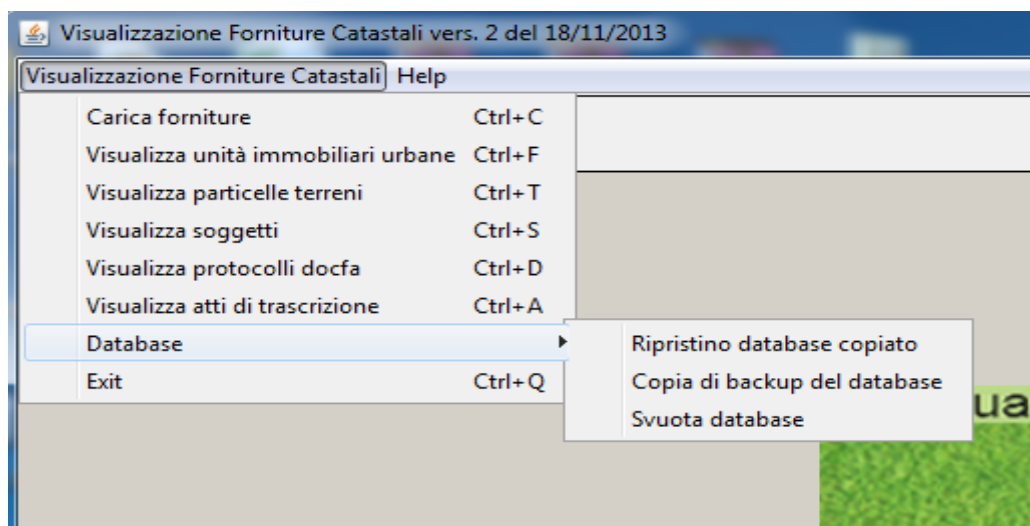 Visualizzazione Forniture Catastali vers. 2 del 18/11/2013
Visualizzazione Forniture Catastali Help
Carica forniture Ctrl+C
Visualizza unità immobiliari urbane Ctrl+F
Visualizza particelle terreni Ctrl+T
Visualizza soggetti Ctrl+S
Visualizza protocolli docfa Ctrl+D
Visualizza atti di trascrizione Ctrl+A
Database
Exit Ctrl+Q
Ripristino database copiato
Copia di backup del database
Svuota database
ua